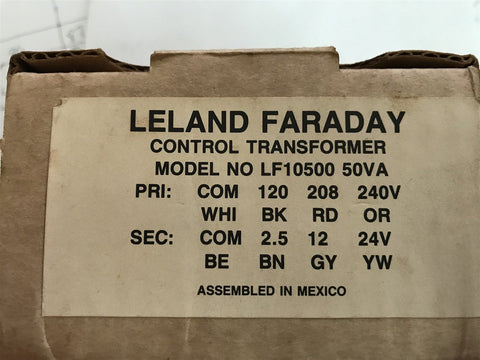 LELAND FARADAY
CONTROL TRANSFORMER
MODEL NO LF10500 50VA
PRI: COM 120 208 240V
WHI BK RD OR
SEC: COM 2.5 12 24V
BE BN GY YW
ASSEMBLED IN MEXICO